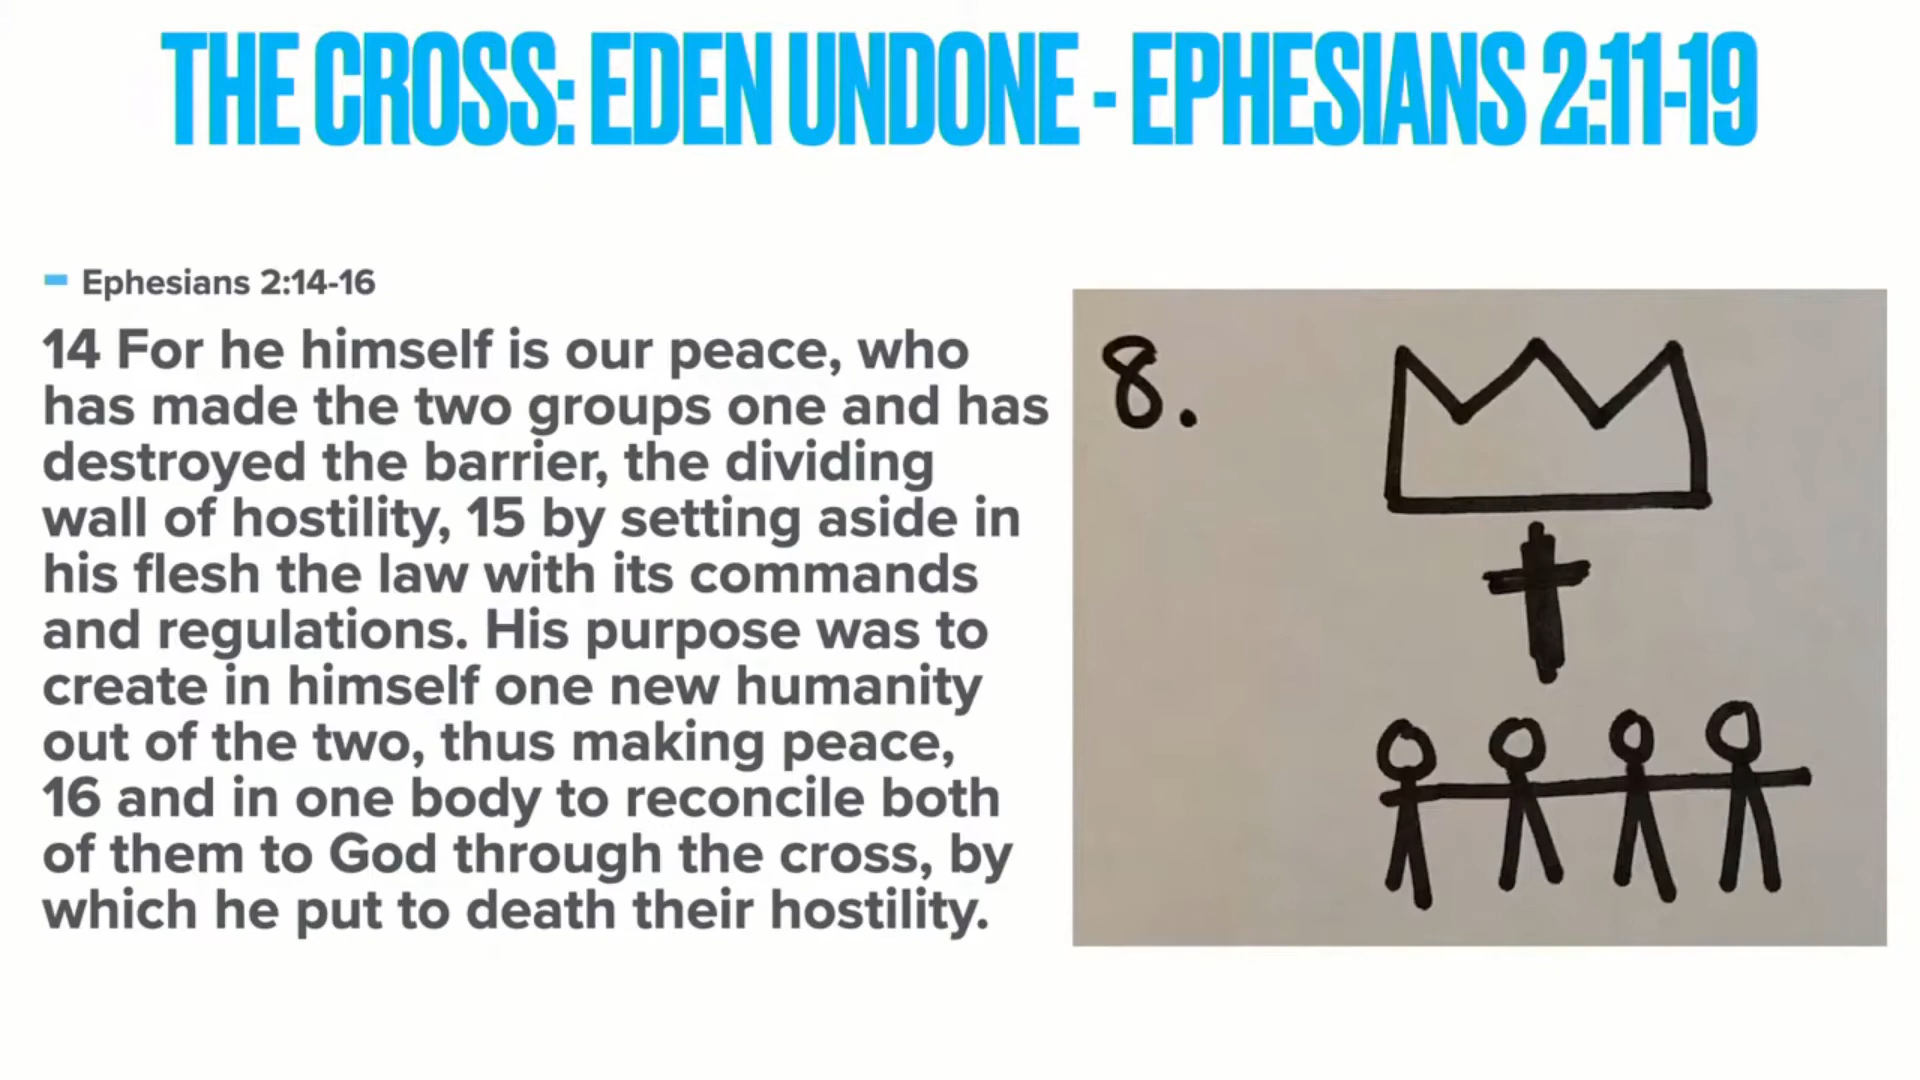 THE CROSS: EDEN UNDONE - EPHESIANS 2:11-19
Ephesians 2:14-16
14 For he himself is our peace, who
has made the two groups one and has
destroyed the barrier, the dividing
wall of hostility, 15 by setting aside in
his flesh the law with its commands
and regulations. His purpose was to
create in himself one new humanity
out of the two, thus making peace,
16 and in one body to reconcile both
of them to God through the cross, by
which he put to death their hostility.
8.